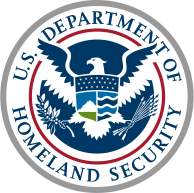 U.S. DEPARTMENT OF
HOMELAND SECURITY